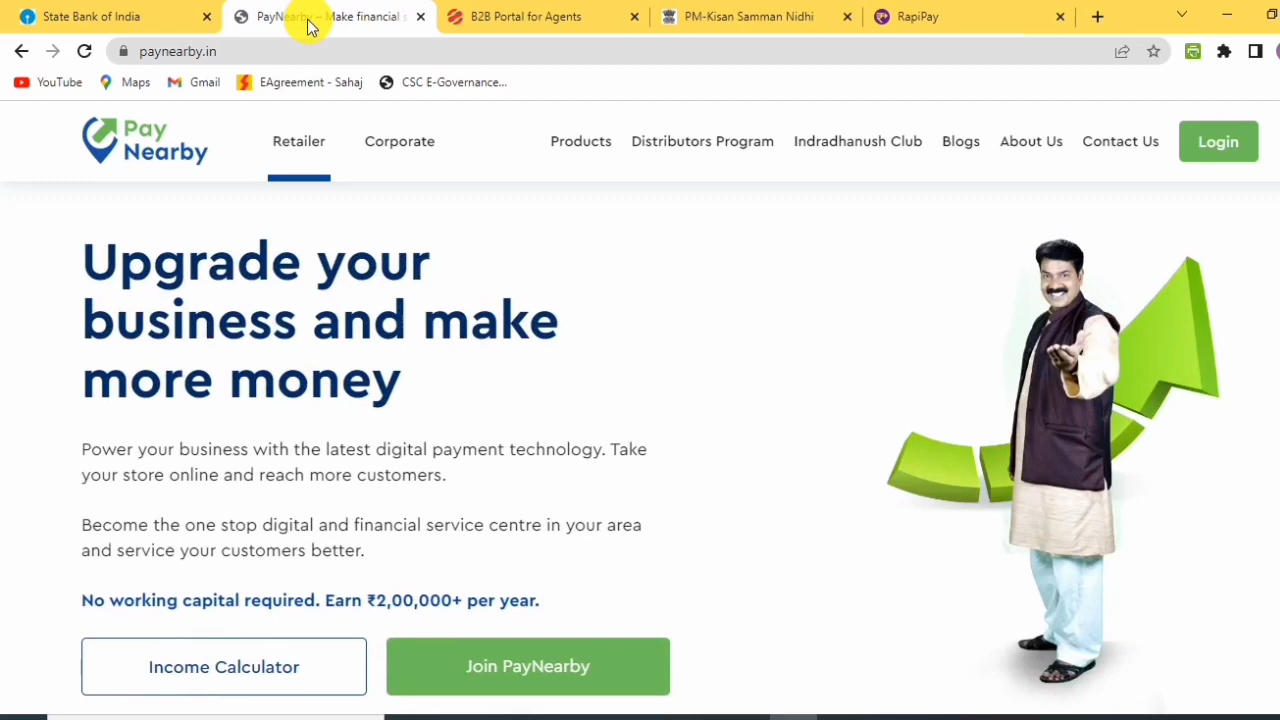 State Bank of India
PayNearby – Make financial s
B2B Portal for Agents
PM-Kisan Samman Nidhi
RapiPay
paynearby.in
YouTube
Maps
Gmail
EAgreement - Sahaj
CSC E-Governance...
Pay
Nearby
Retailer
Corporate
Products
Distributors Program
Indradhanush Club
Blogs
About Us
Contact Us
Login
Upgrade your
business and make
more money
Power your business with the latest digital payment technology. Take
your store online and reach more customers.
Become the one stop digital and financial service centre in your area
and service your customers better.
No working capital required. Earn ₹2,00,000+ per year.
Income Calculator
Join PayNearby